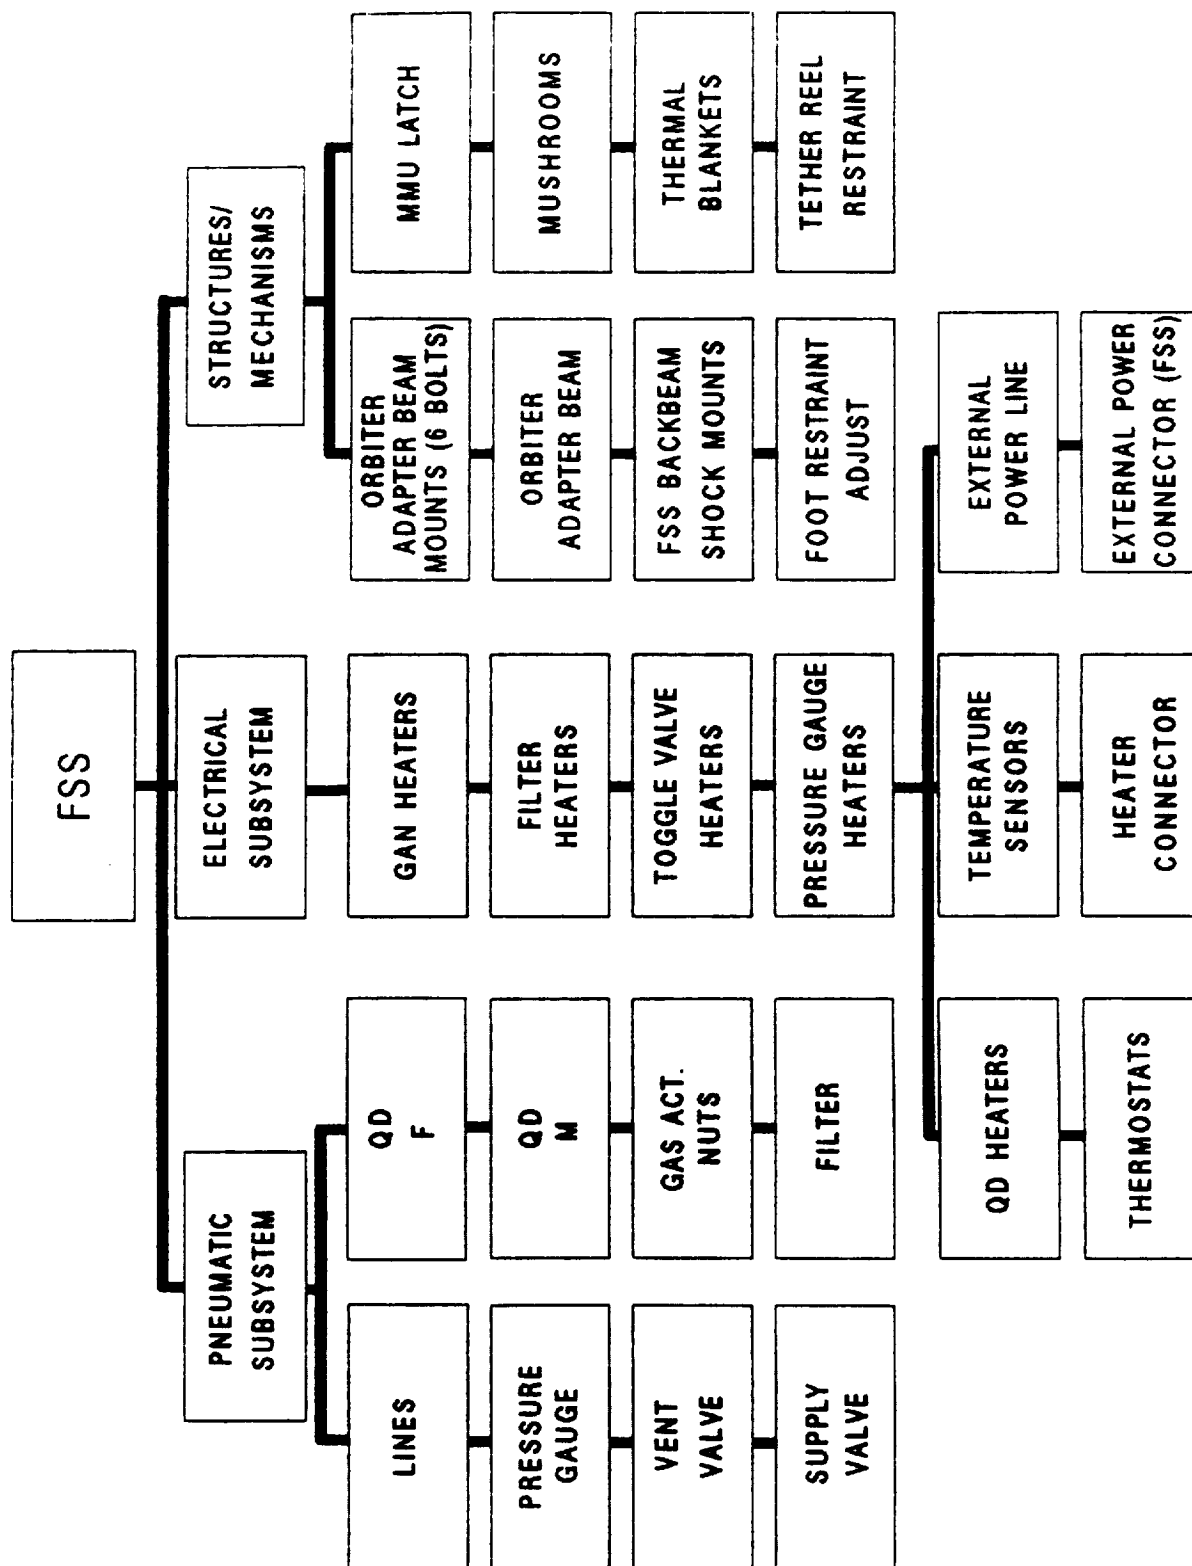 FSS
PNEUMATIC
SUBSYSTEM
ELECTRICAL
SUBSYSTEM
STRUCTURES/
MECHANISMS
LINES
PRESSURE
GAUGE
VENT
VALVE
SUPPLY
VALVE
QD
F
QD
M
GAS ACT.
NUTS
FILTER
GAN HEATERS
FILTER
HEATERS
TOGGLE VALVE
HEATERS
PRESSURE GAUGE
HEATERS
ORBITER
ADAPTER BEAM
MOUNTS (6 BOLTS)
ORBITER
ADAPTER BEAM
FSS BACKBEAM
SHOCK MOUNTS
FOOT RESTRAINT
ADJUST
MMU LATCH
MUSHROOMS
THERMAL
BLANKETS
TETHER REEL
RESTRAINT
QD HEATERS
THERMOSTATS
TEMPERATURE
SENSORS
HEATER
CONNECTOR
EXTERNAL
POWER LINE
EXTERNAL POWER
CONNECTOR (FSS)